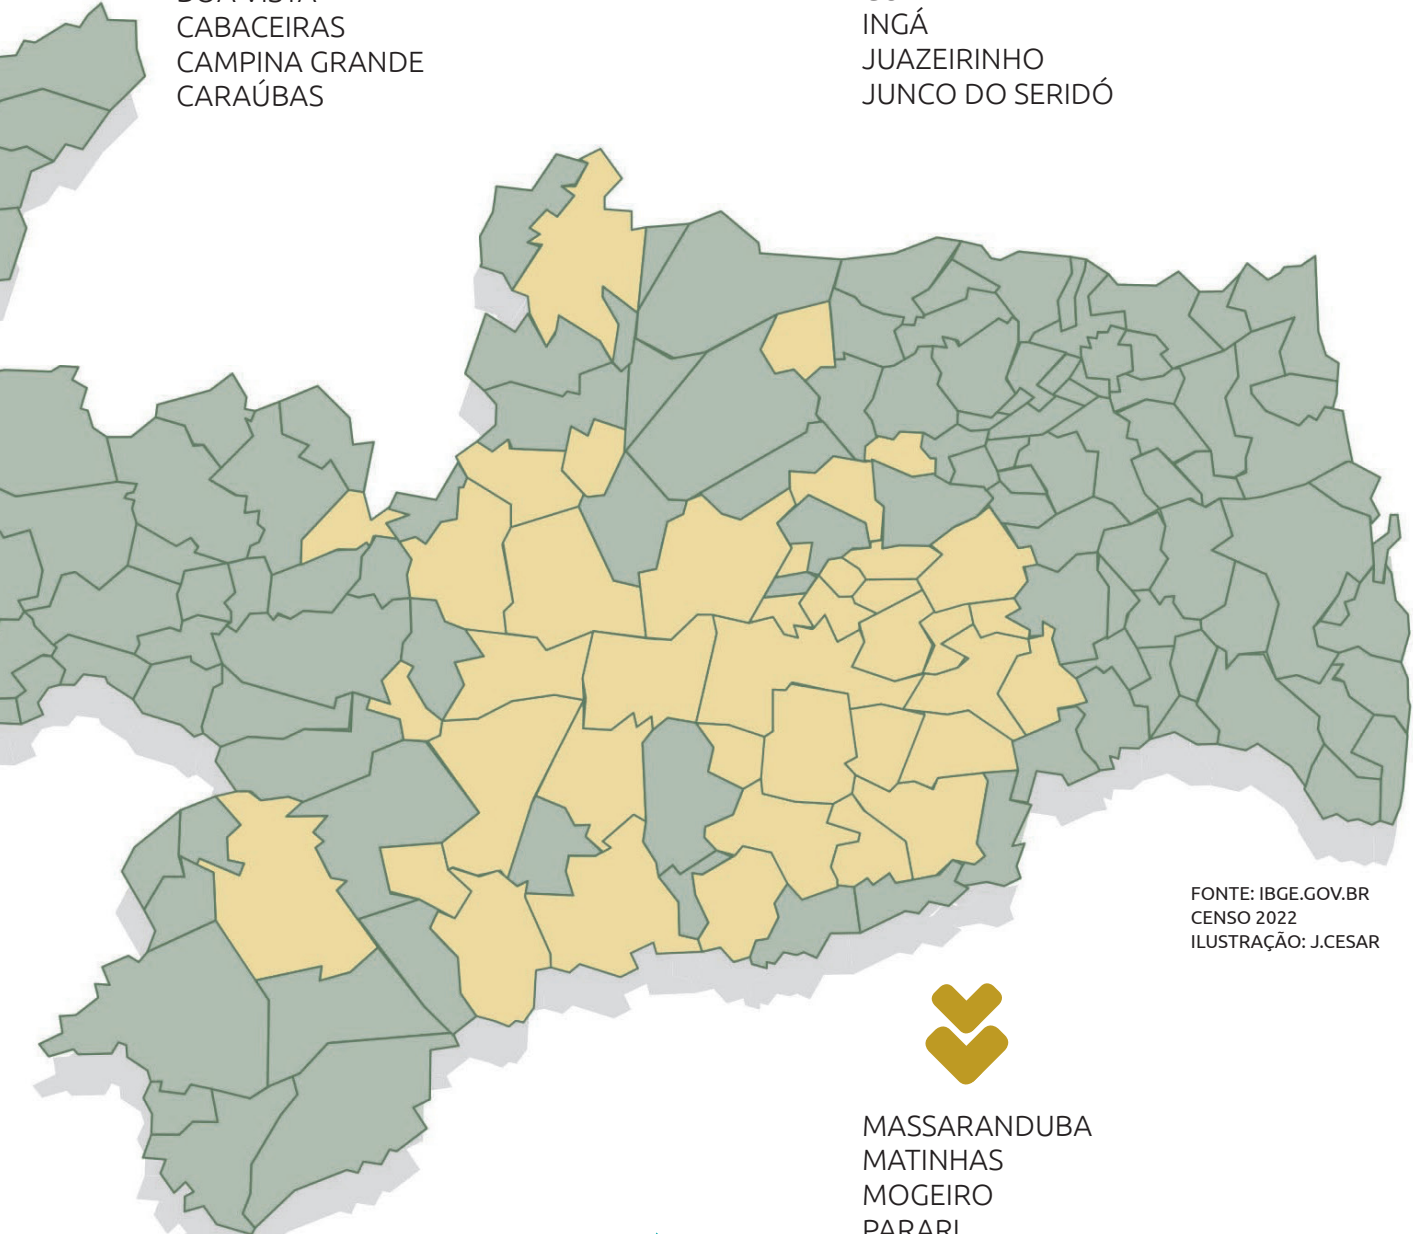 CABACEIRAS
CAMPINA GRANDE
CARAÚBAS
INGÁ
JUAZEIRINHO
JUNCO DO SERIDÓ
FONTE: IBGE.GOV.BR
CENSO 2022
ILUSTRAÇÃO: J.CESAR
MASSARANDUBA
MATINHAS
MOGEIRO
PARARI